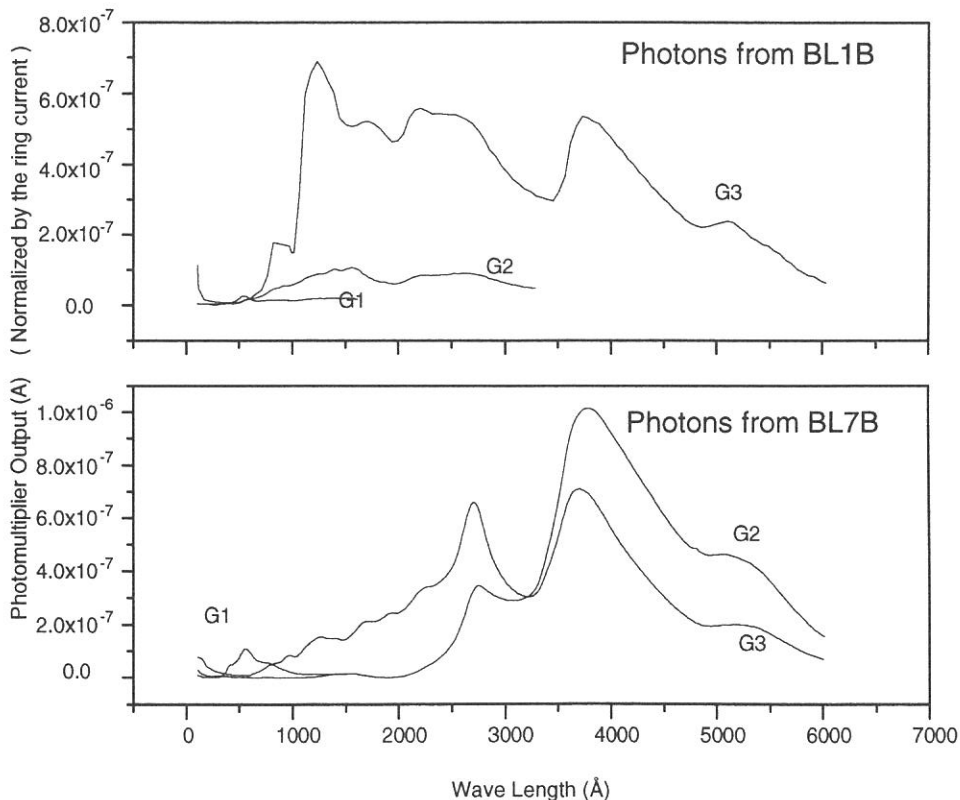 Photomultiplier Output (A)
( Normalized by the ring current )
8.0x10⁻⁷
6.0x10⁻⁷
4.0x10⁻⁷
2.0x10⁻⁷
0.0
Photons from BL1B
G3
G2
G1
1.0x10⁻⁶
8.0x10⁻⁷
6.0x10⁻⁷
4.0x10⁻⁷
2.0x10⁻⁷
0.0
Photons from BL7B
G2
G1
G3
0 1000 2000 3000 4000 5000 6000 7000
Wave Length (Å)